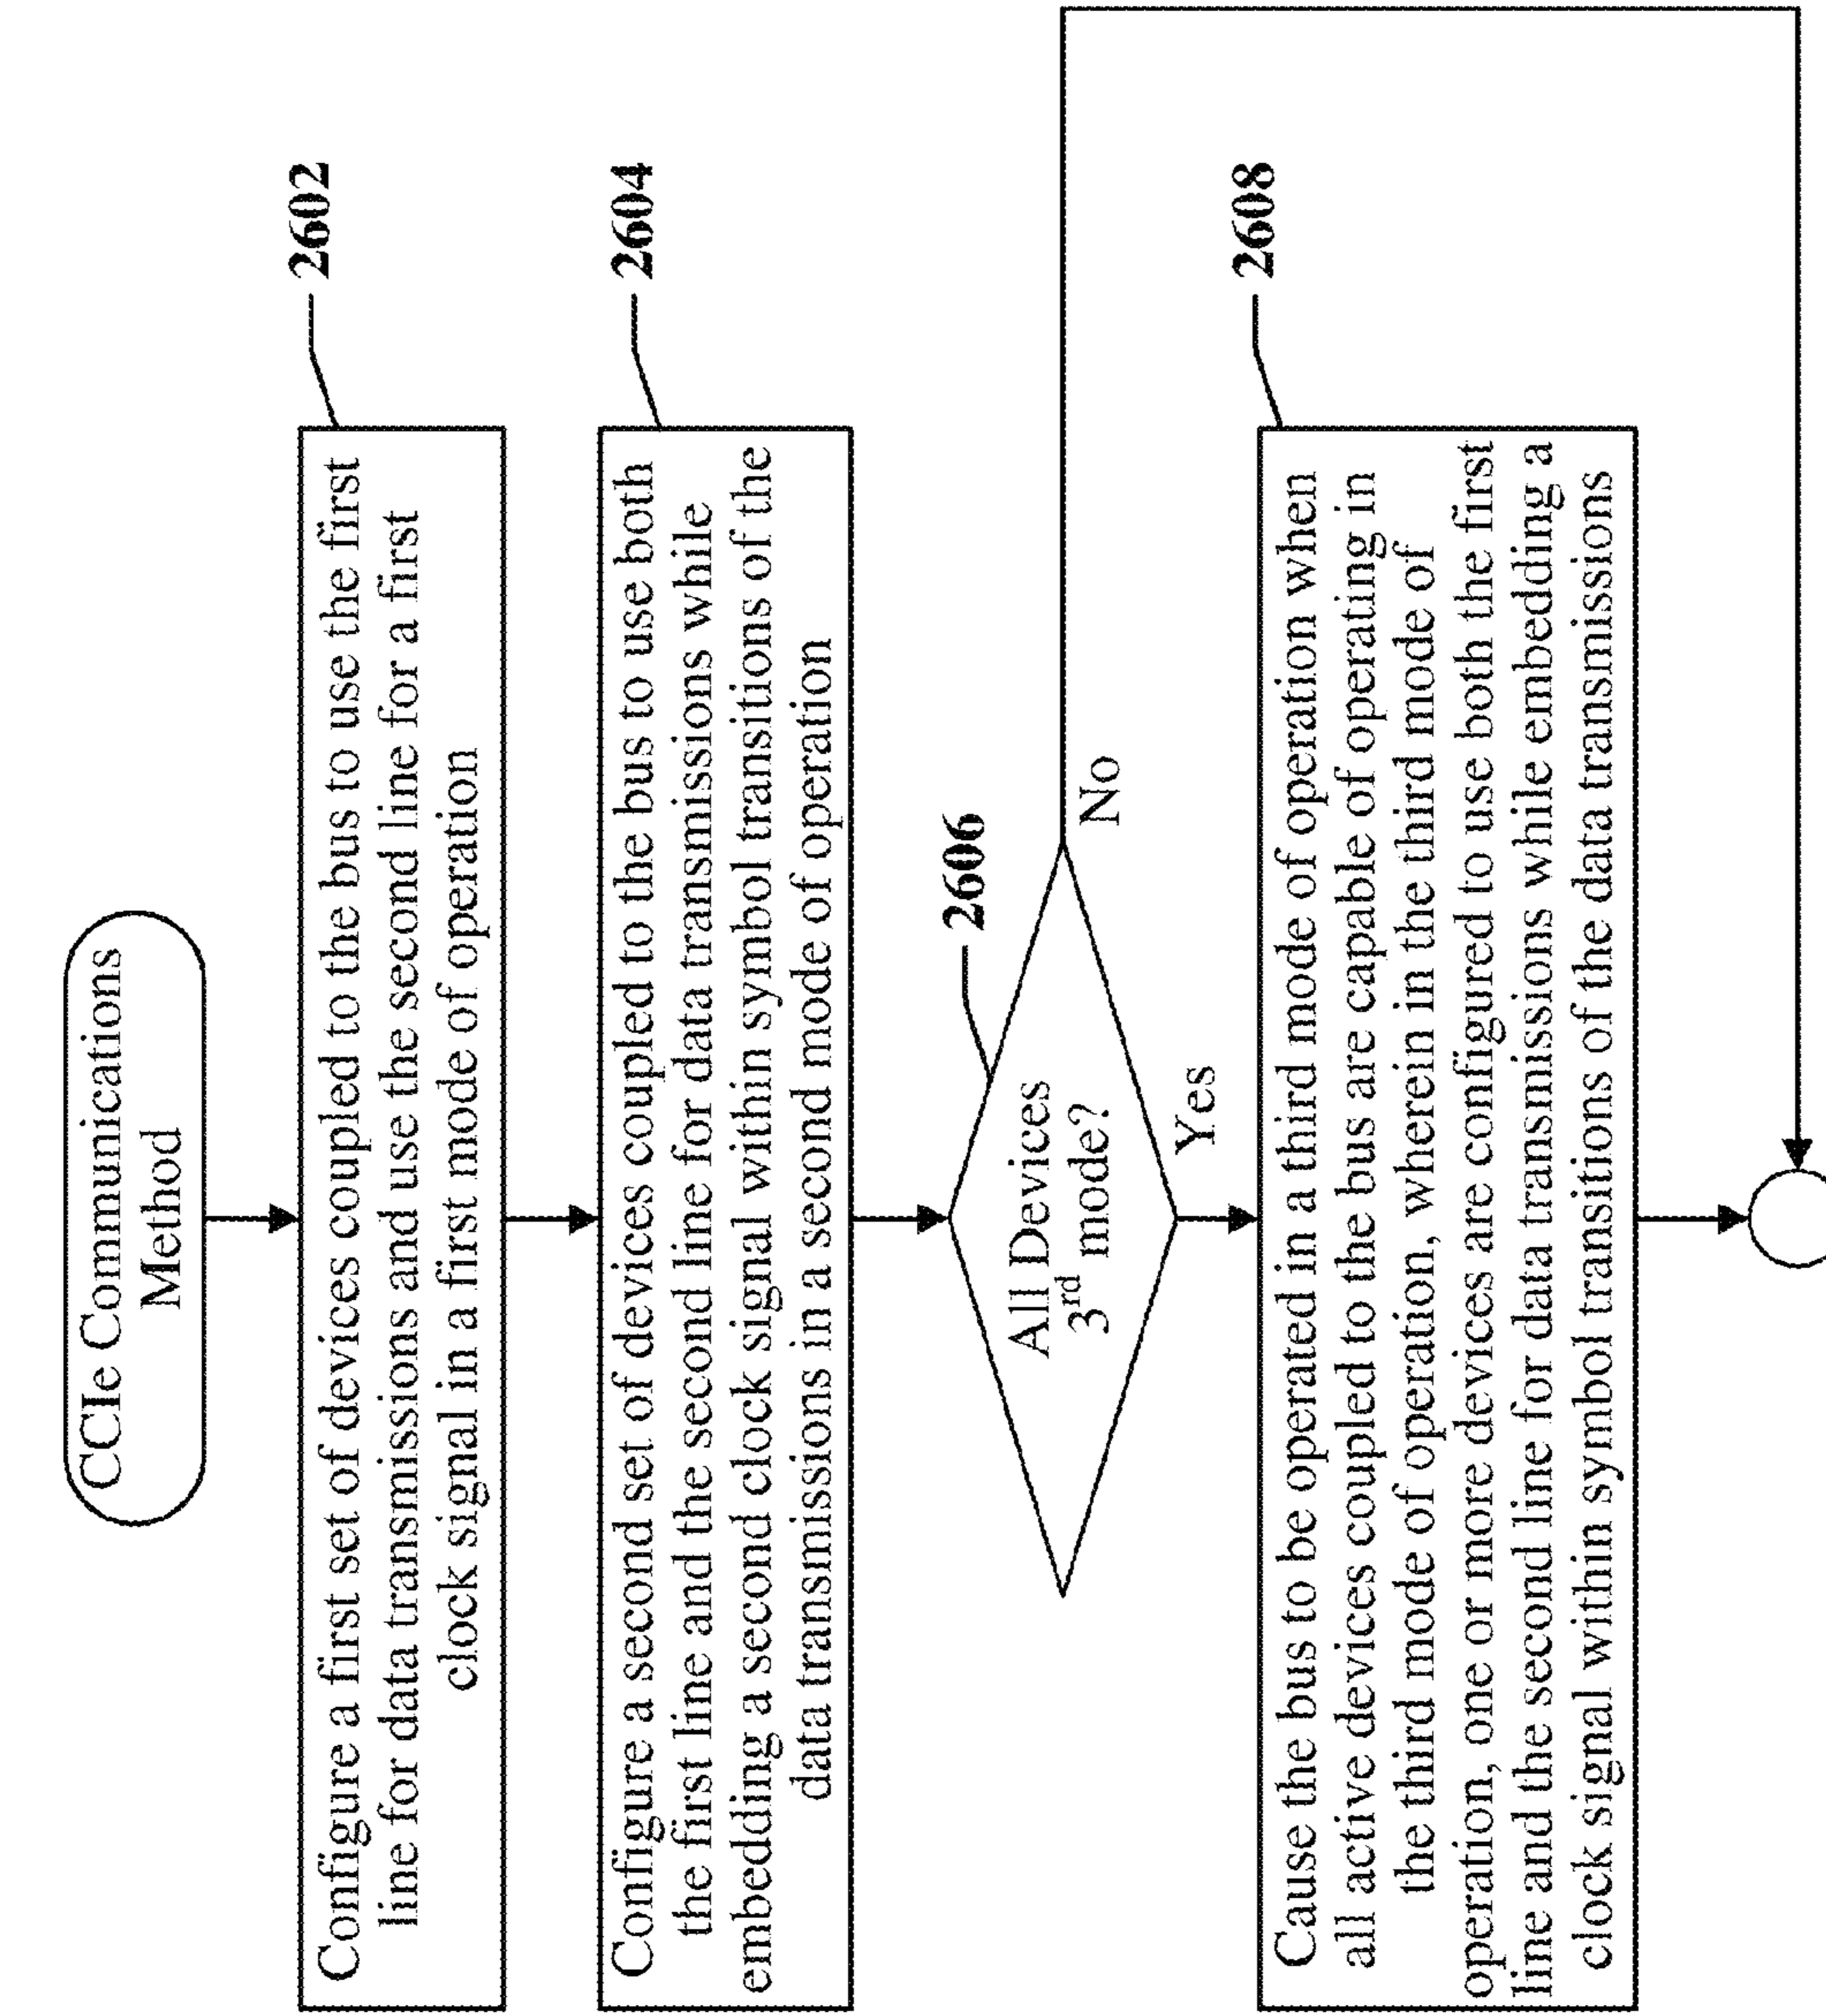 CCIe Communications
Method
2602
Configure a first set of devices coupled to the bus to use the first
line for data transmissions and use the second line for a first
clock signal in a first mode of operation
2604
Configure a second set of devices coupled to the bus to use both
the first line and the second line for data transmissions while
embedding a second clock signal within symbol transitions of the
data transmissions in a second mode of operation
2606
All Devices
3rd
mode?
No
Yes
2608
Cause the bus to be operated in a third mode of operation when
all active devices coupled to the bus are capable of operating in
the third mode of operation, wherein in the third mode of
operation, one or more devices are configured to use both the first
line and the second line for data transmissions while embedding a
clock signal within symbol transitions of the data transmissions